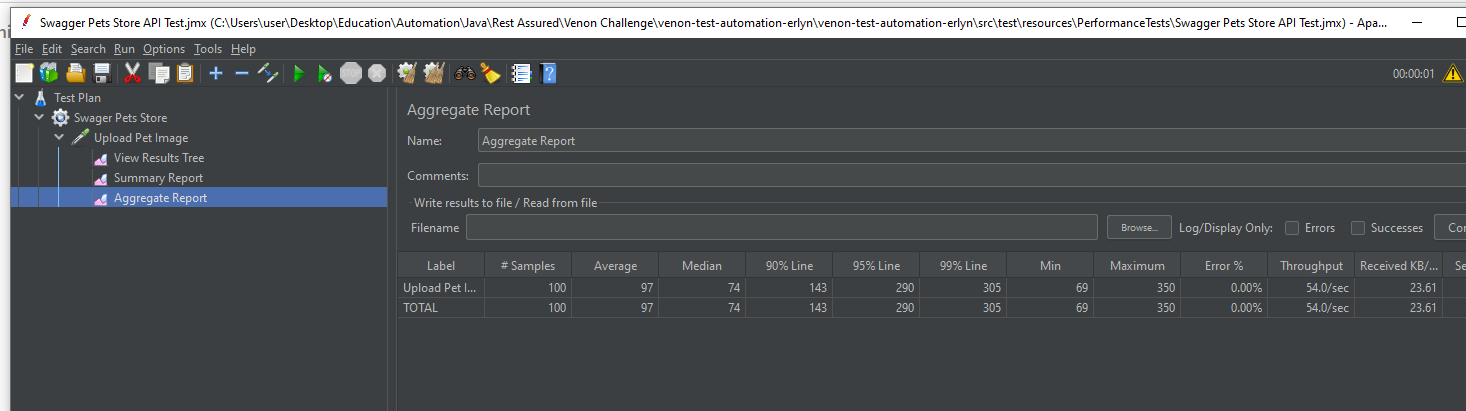 Swagger Pets Store API Test.jmx (C:\Users\user\Desktop\Education\Automation\Java\Rest Assured\Venon Challenge\venon-test-automation-erlyn\venon-test-automation-erlyn\src\test\resources\PerformanceTests\Swagger Pets Store API Test.jmx) - Apa...
File Edit Search Run Options Tools Help
STOP 00:00:01
Test Plan
Swager Pets Store
Upload Pet Image
View Results Tree
Summary Report
Aggregate Report
Aggregate Report
Name: Aggregate Report
Comments:
Write results to file / Read from file
Filename Browse... Log/Display Only: Errors Successes Con
Label # Samples Average Median 90% Line 95% Line 99% Line Min Maximum Error % Throughput Received KB/... Se
Upload Pet I... 100 97 74 143 290 305 69 350 0.00% 54.0/sec 23.61
TOTAL 100 97 74 143 290 305 69 350 0.00% 54.0/sec 23.61